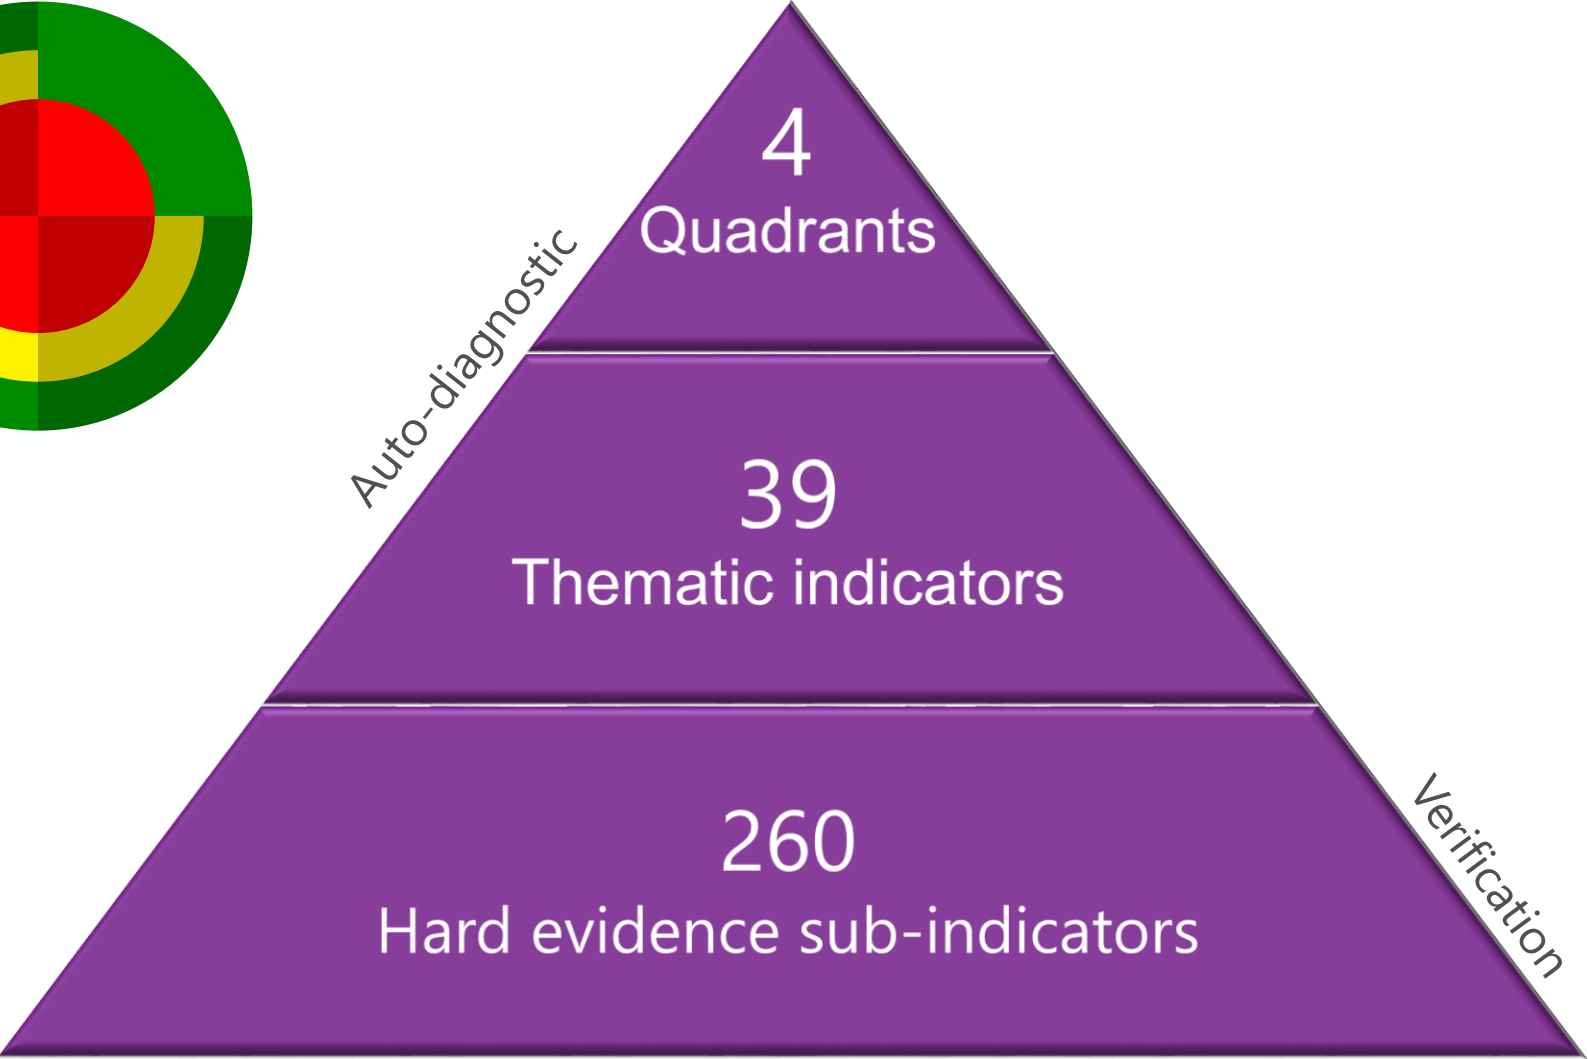 4
Quadrants
Auto-diagnostic
39
Thematic indicators
260
Hard evidence sub-indicators
Verification